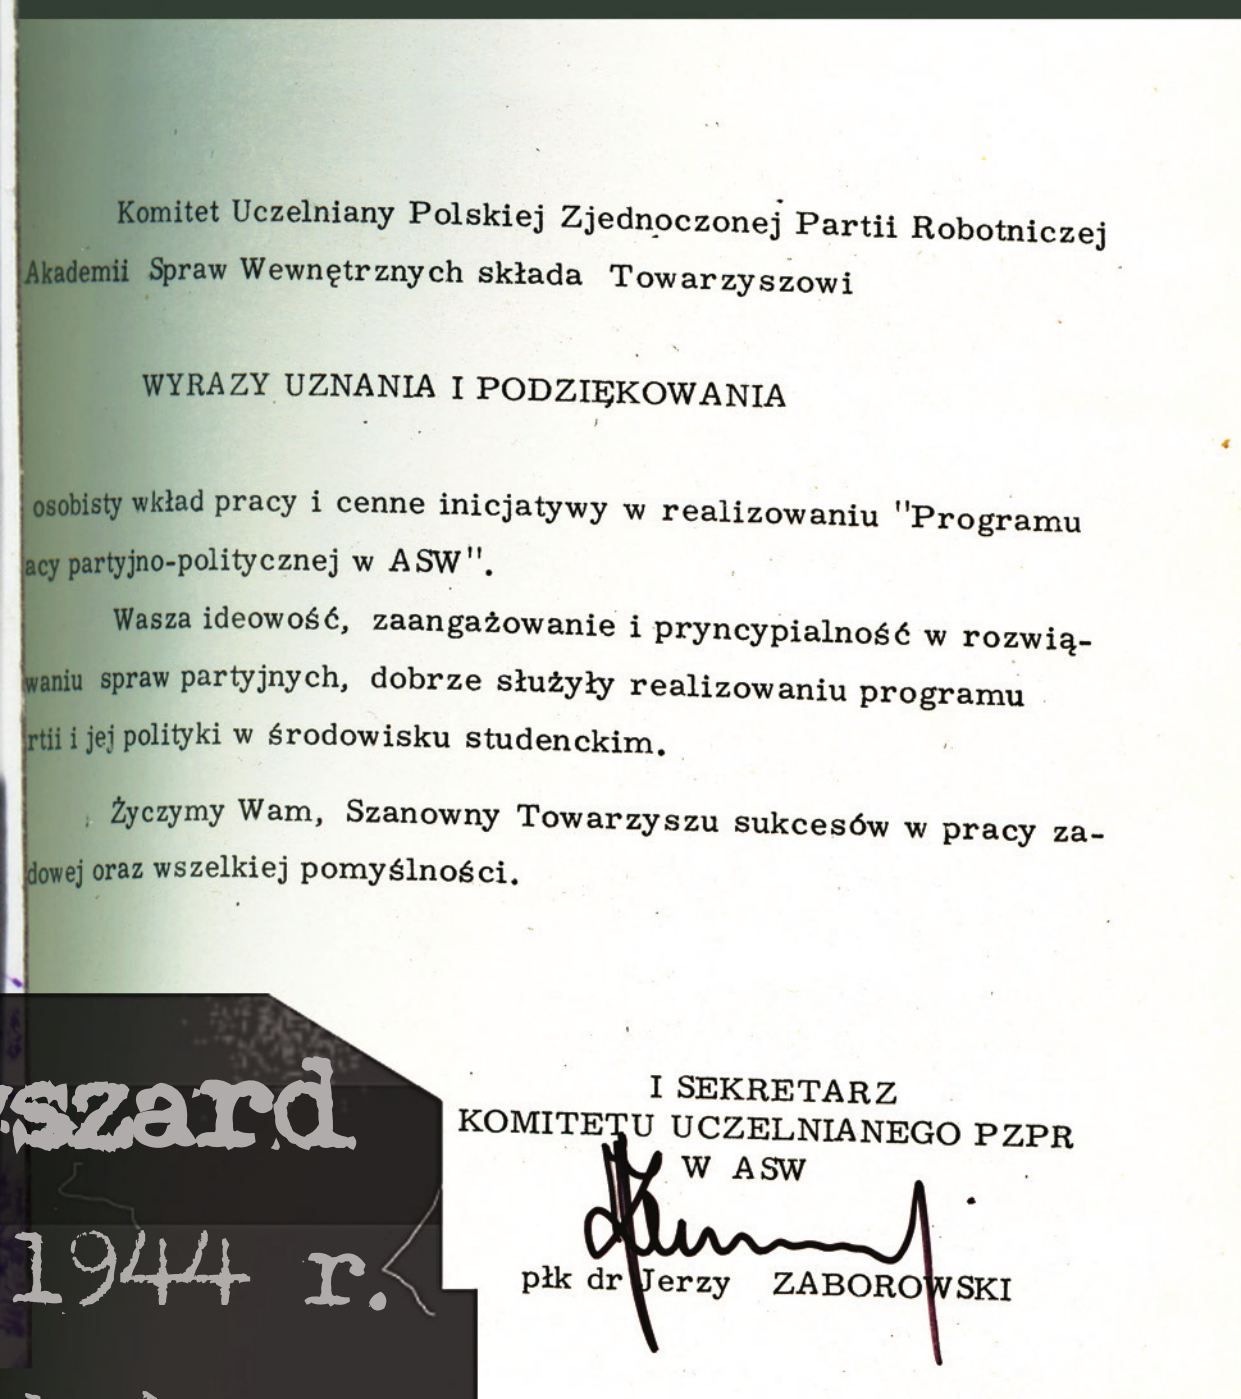 Komitet Uczelniany Polskiej Zjednoczonej Partii Robotniczej
Akademii Spraw Wewnętrznych składa Towarzyszowi
WYRAZY UZNANIA I PODZIĘKOWANIA
osobisty wkład pracy i cenne inicjatywy w realizowaniu "Programu
acy partyjno-politycznej w ASW".
Wasza ideowość, zaangażowanie i pryncypialność w rozwią-
waniu spraw partyjnych, dobrze służyły realizowaniu programu
rtii i jej polityki w środowisku studenckim.
Życzymy Wam, Szanowny Towarzyszu sukcesów w pracy za-
dowej oraz wszelkiej pomyślności.
I SEKRETARZ
KOMITETU UCZELNIANEGO PZPR
W ASW
płk dr Jerzy ZABOROWSKI
yszard
1944 r.